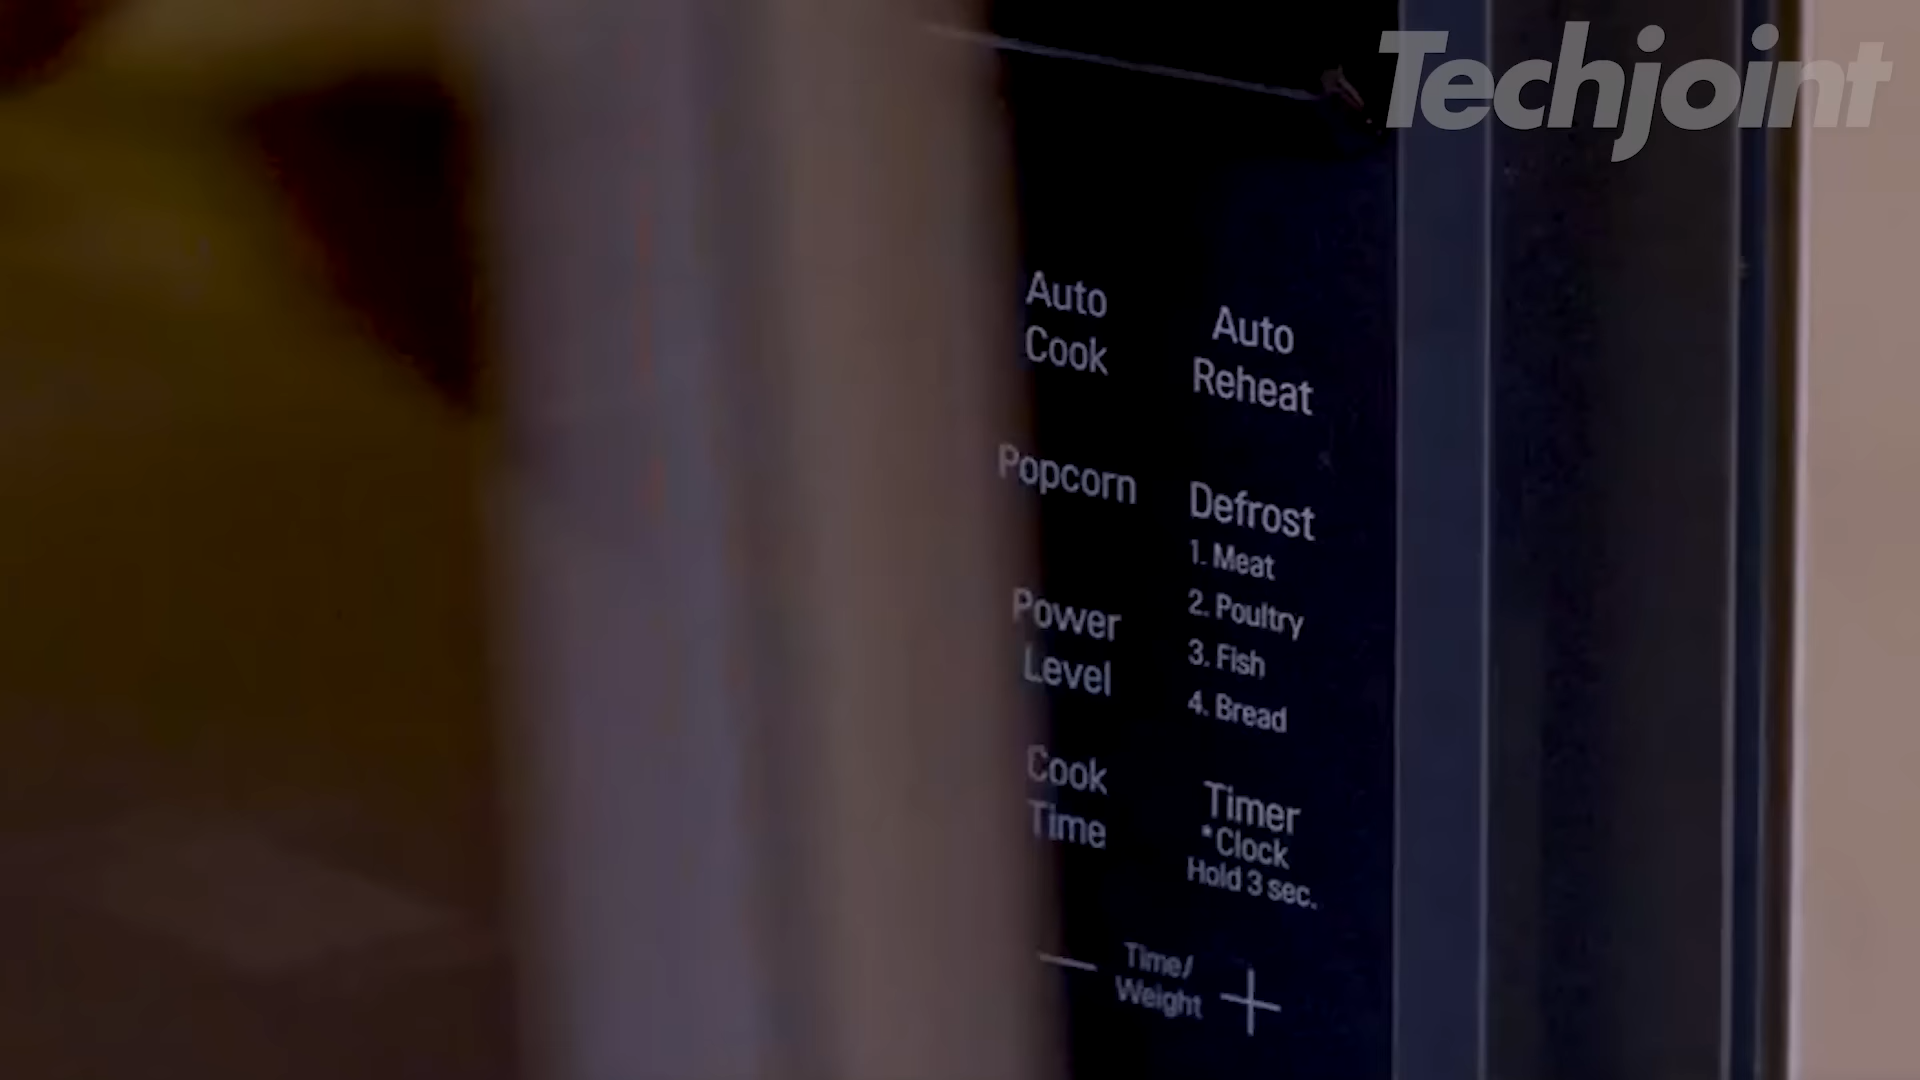 Techjoint
Auto
Cook
Auto
Reheat
Popcorn
Defrost
1. Meat
2. Poultry
3. Fish
4. Bread
Power
Level
Cook
Time
Timer
*Clock
Hold 3 sec.
— Time/
Weight +